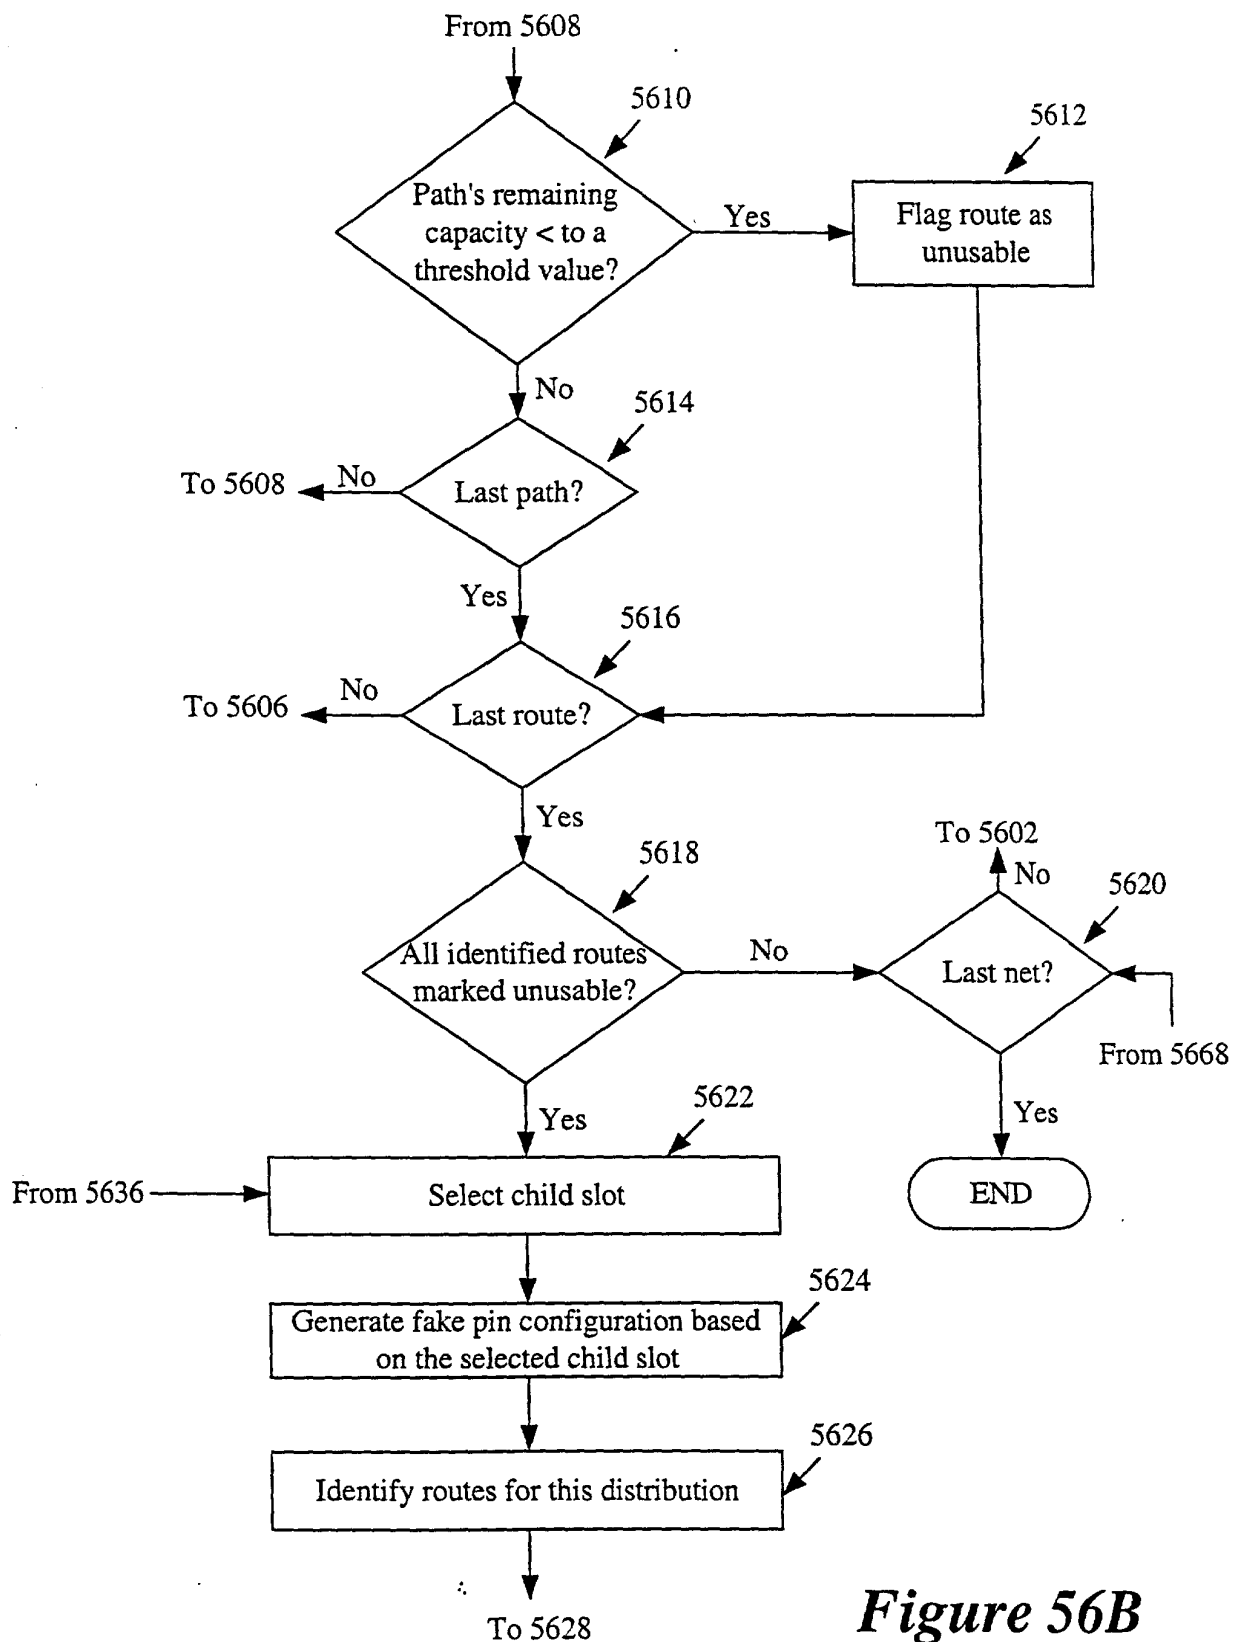 From 5608
5610
5612
Path's remaining
capacity < to a
threshold value?
Yes
Flag route as
unusable
No
5614
To 5608
No
Last path?
Yes
5616
To 5606
No
Last route?
Yes
To 5602
No
5618
5620
All identified routes
marked unusable?
No
Last net?
From 5668
Yes
Yes
5622
From 5636
Select child slot
END
5624
Generate fake pin configuration based
on the selected child slot
5626
Identify routes for this distribution
To 5628
Figure 56B